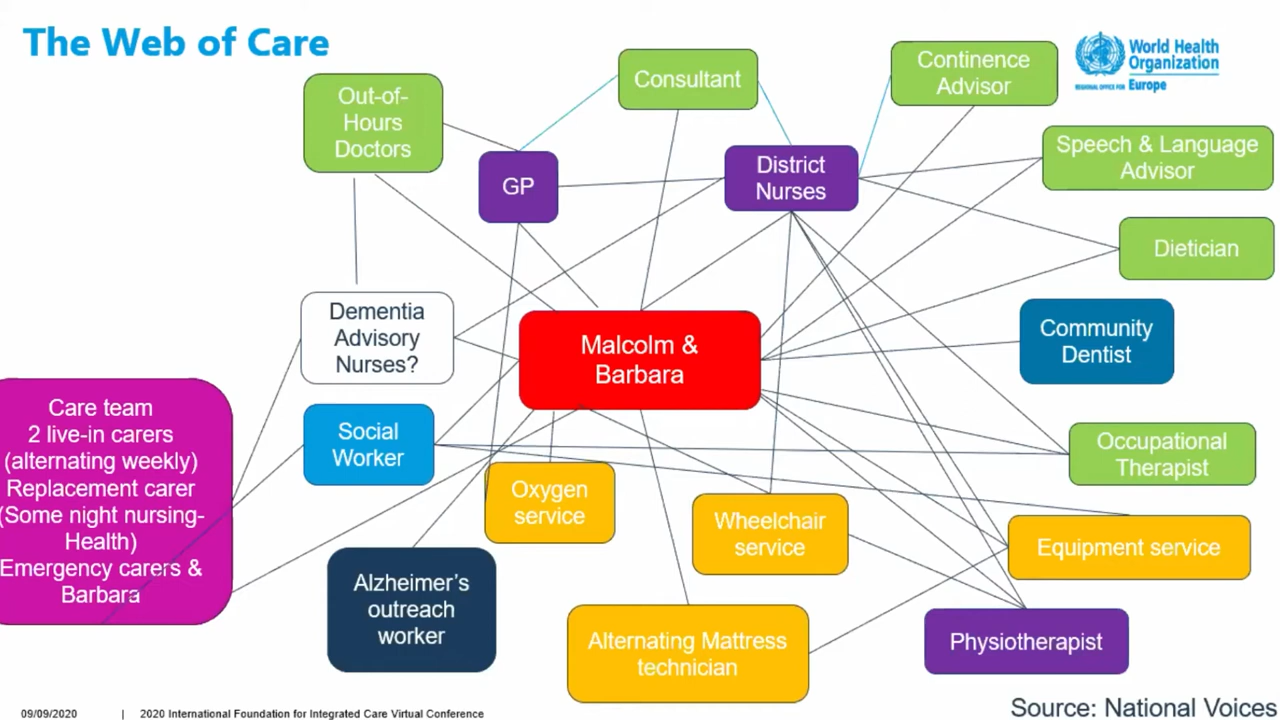 The Web of Care
World Health
Organization
REGIONAL OFFICE FOR Europe
Out-of-
Hours
Doctors
Consultant
Continence
Advisor
GP
District
Nurses
Speech & Language
Advisor
Dietician
Dementia
Advisory
Nurses?
Malcolm &
Barbara
Community
Dentist
Care team
2 live-in carers
(alternating weekly)
Replacement carer
(Some night nursing-
Health)
Emergency carers &
Barbara
Social
Worker
Occupational
Therapist
Oxygen
service
Wheelchair
service
Equipment service
Alzheimer’s
outreach
worker
Alternating Mattress
technician
Physiotherapist
09/09/2020 | 2020 International Foundation for Integrated Care Virtual Conference
Source: National Voices